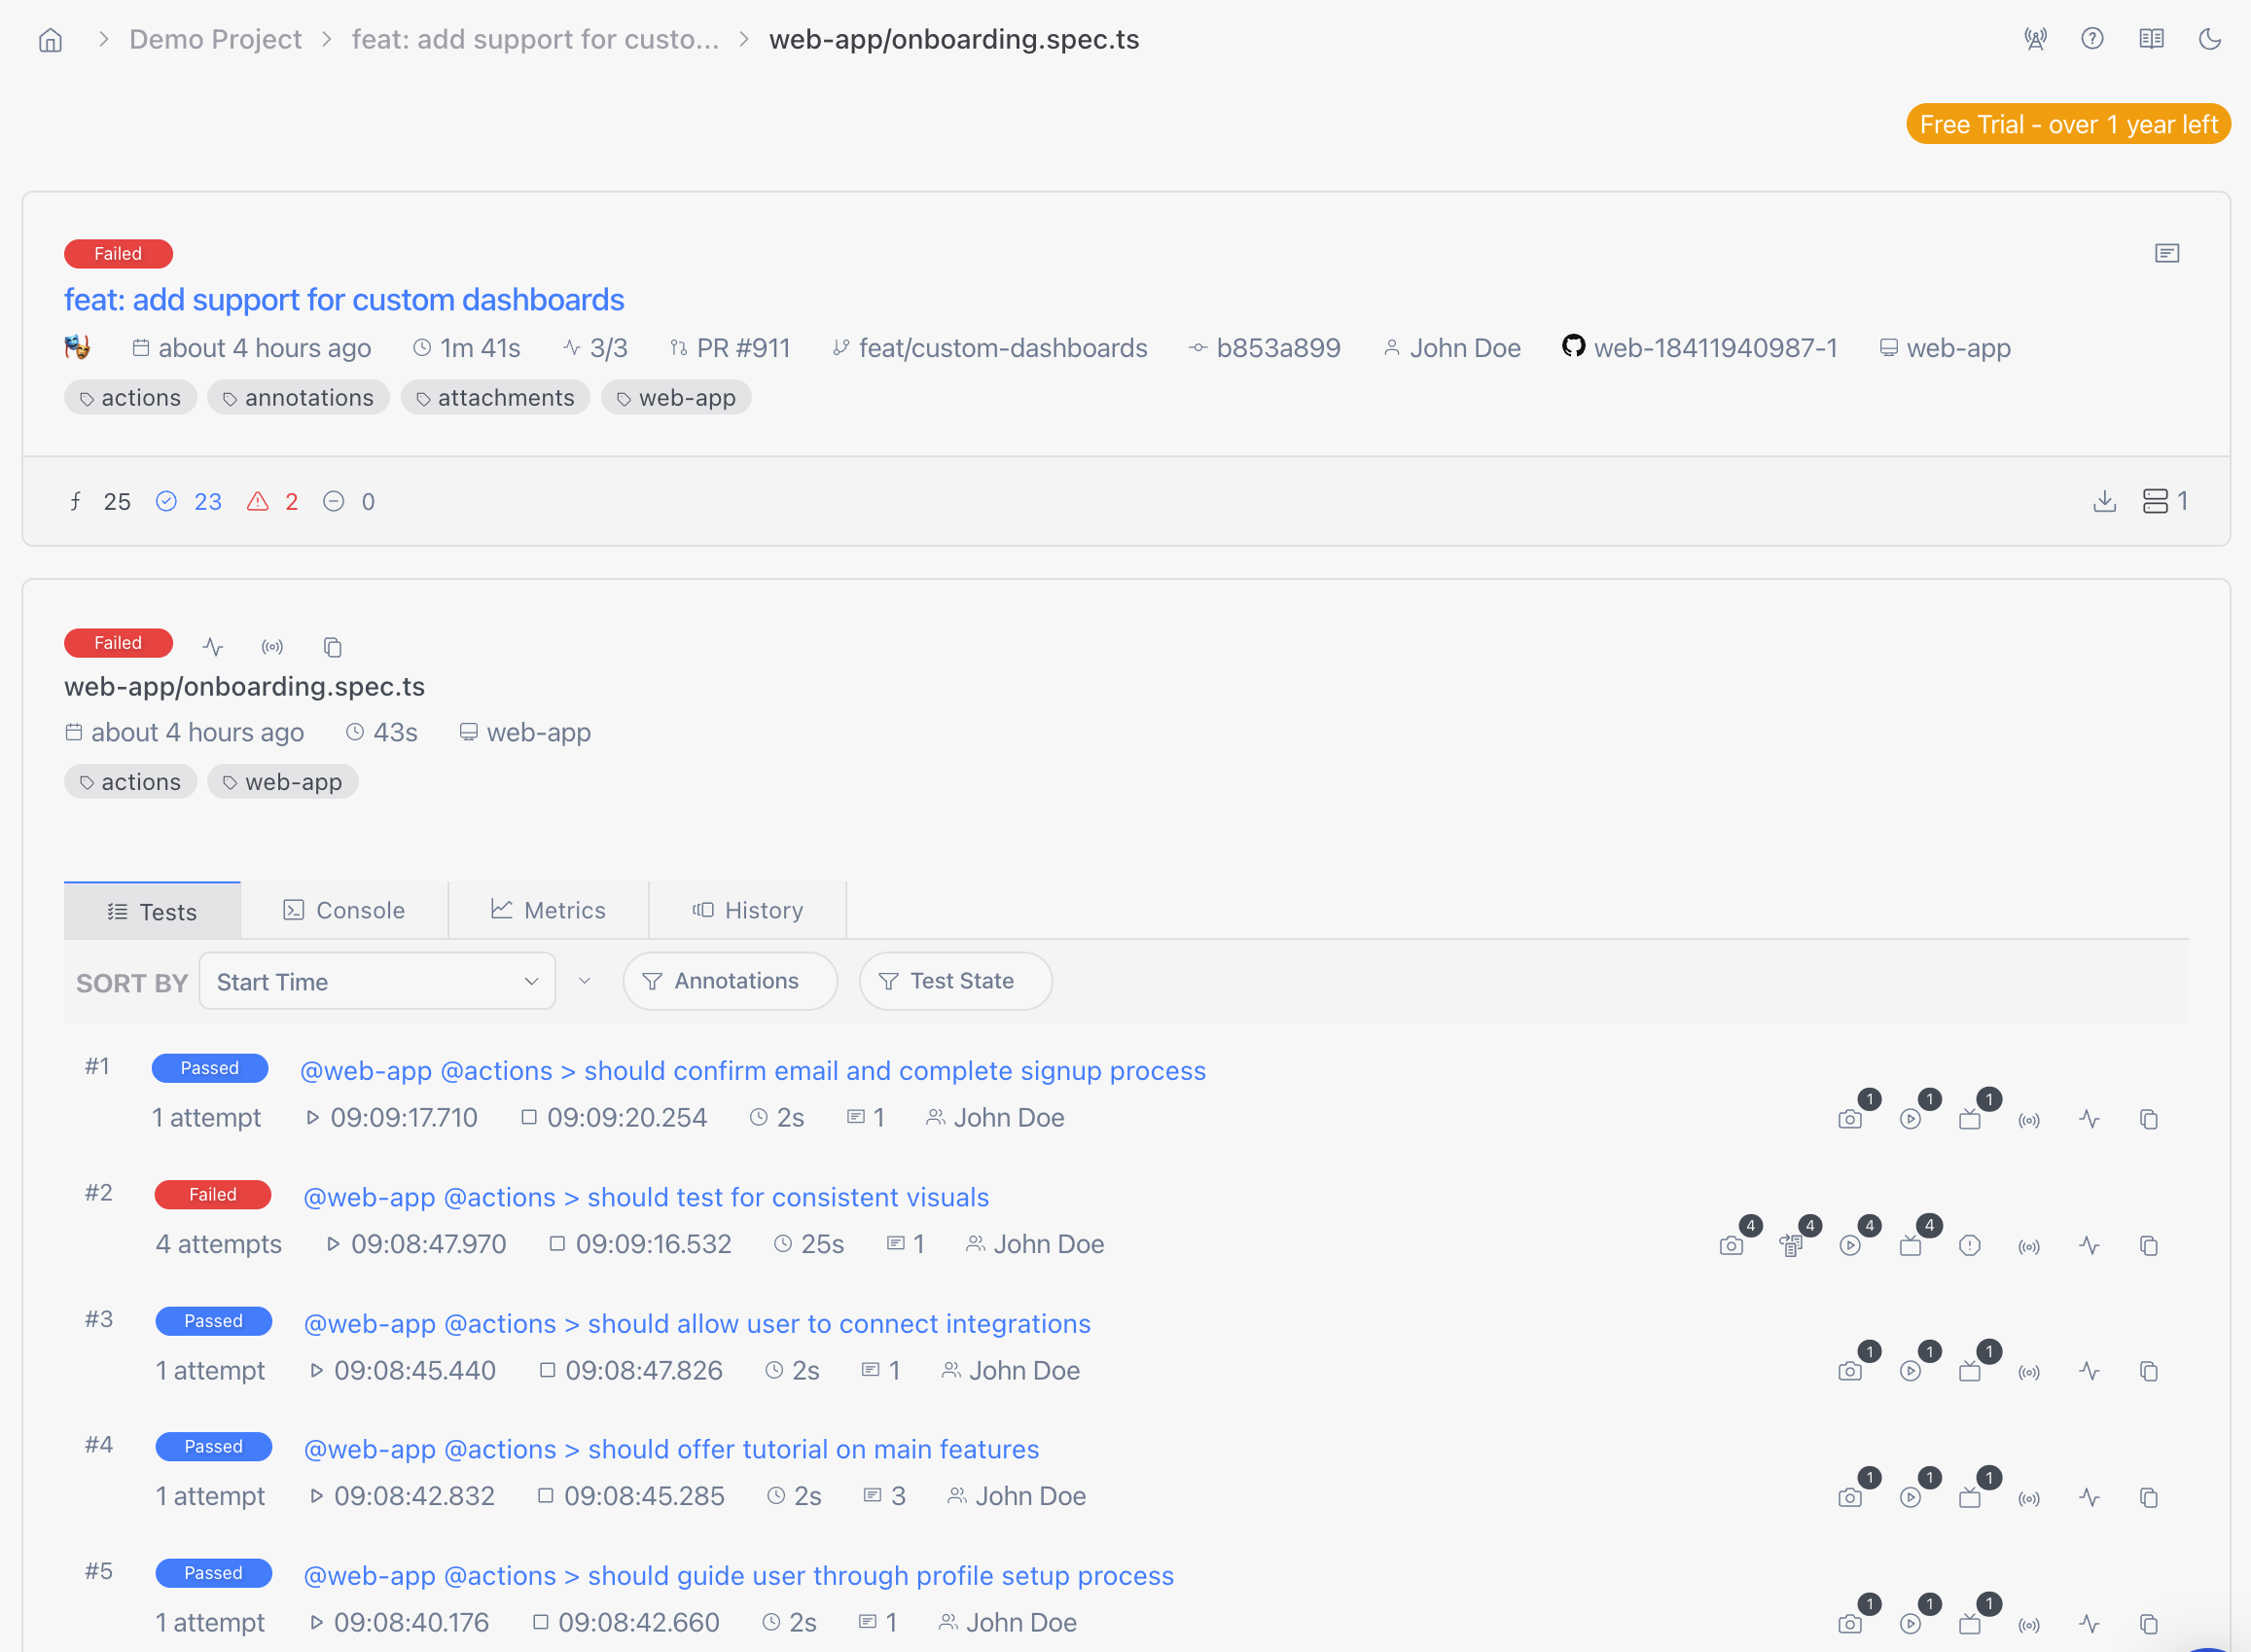 Demo Project > feat: add support for custo... > web-app/onboarding.spec.ts
Free Trial - over 1 year left
Failed
feat: add support for custom dashboards
about 4 hours ago 1m 41s 3/3 PR #911 feat/custom-dashboards b853a899 John Doe web-18411940987-1 web-app
actions annotations attachments web-app
25 23 2 0 1
Failed
web-app/onboarding.spec.ts
about 4 hours ago 43s web-app
actions web-app
Tests Console Metrics History
SORT BY Start Time Annotations Test State
#1 Passed @web-app @actions > should confirm email and complete signup process
1 attempt 09:09:17.710 09:09:20.254 2s 1 John Doe 1 1 1
#2 Failed @web-app @actions > should test for consistent visuals
4 attempts 09:08:47.970 09:09:16.532 25s 1 John Doe 4 4 4 4
#3 Passed @web-app @actions > should allow user to connect integrations
1 attempt 09:08:45.440 09:08:47.826 2s 1 John Doe 1 1 1
#4 Passed @web-app @actions > should offer tutorial on main features
1 attempt 09:08:42.832 09:08:45.285 2s 3 John Doe 1 1 1
#5 Passed @web-app @actions > should guide user through profile setup process
1 attempt 09:08:40.176 09:08:42.660 2s 1 John Doe 1 1 1